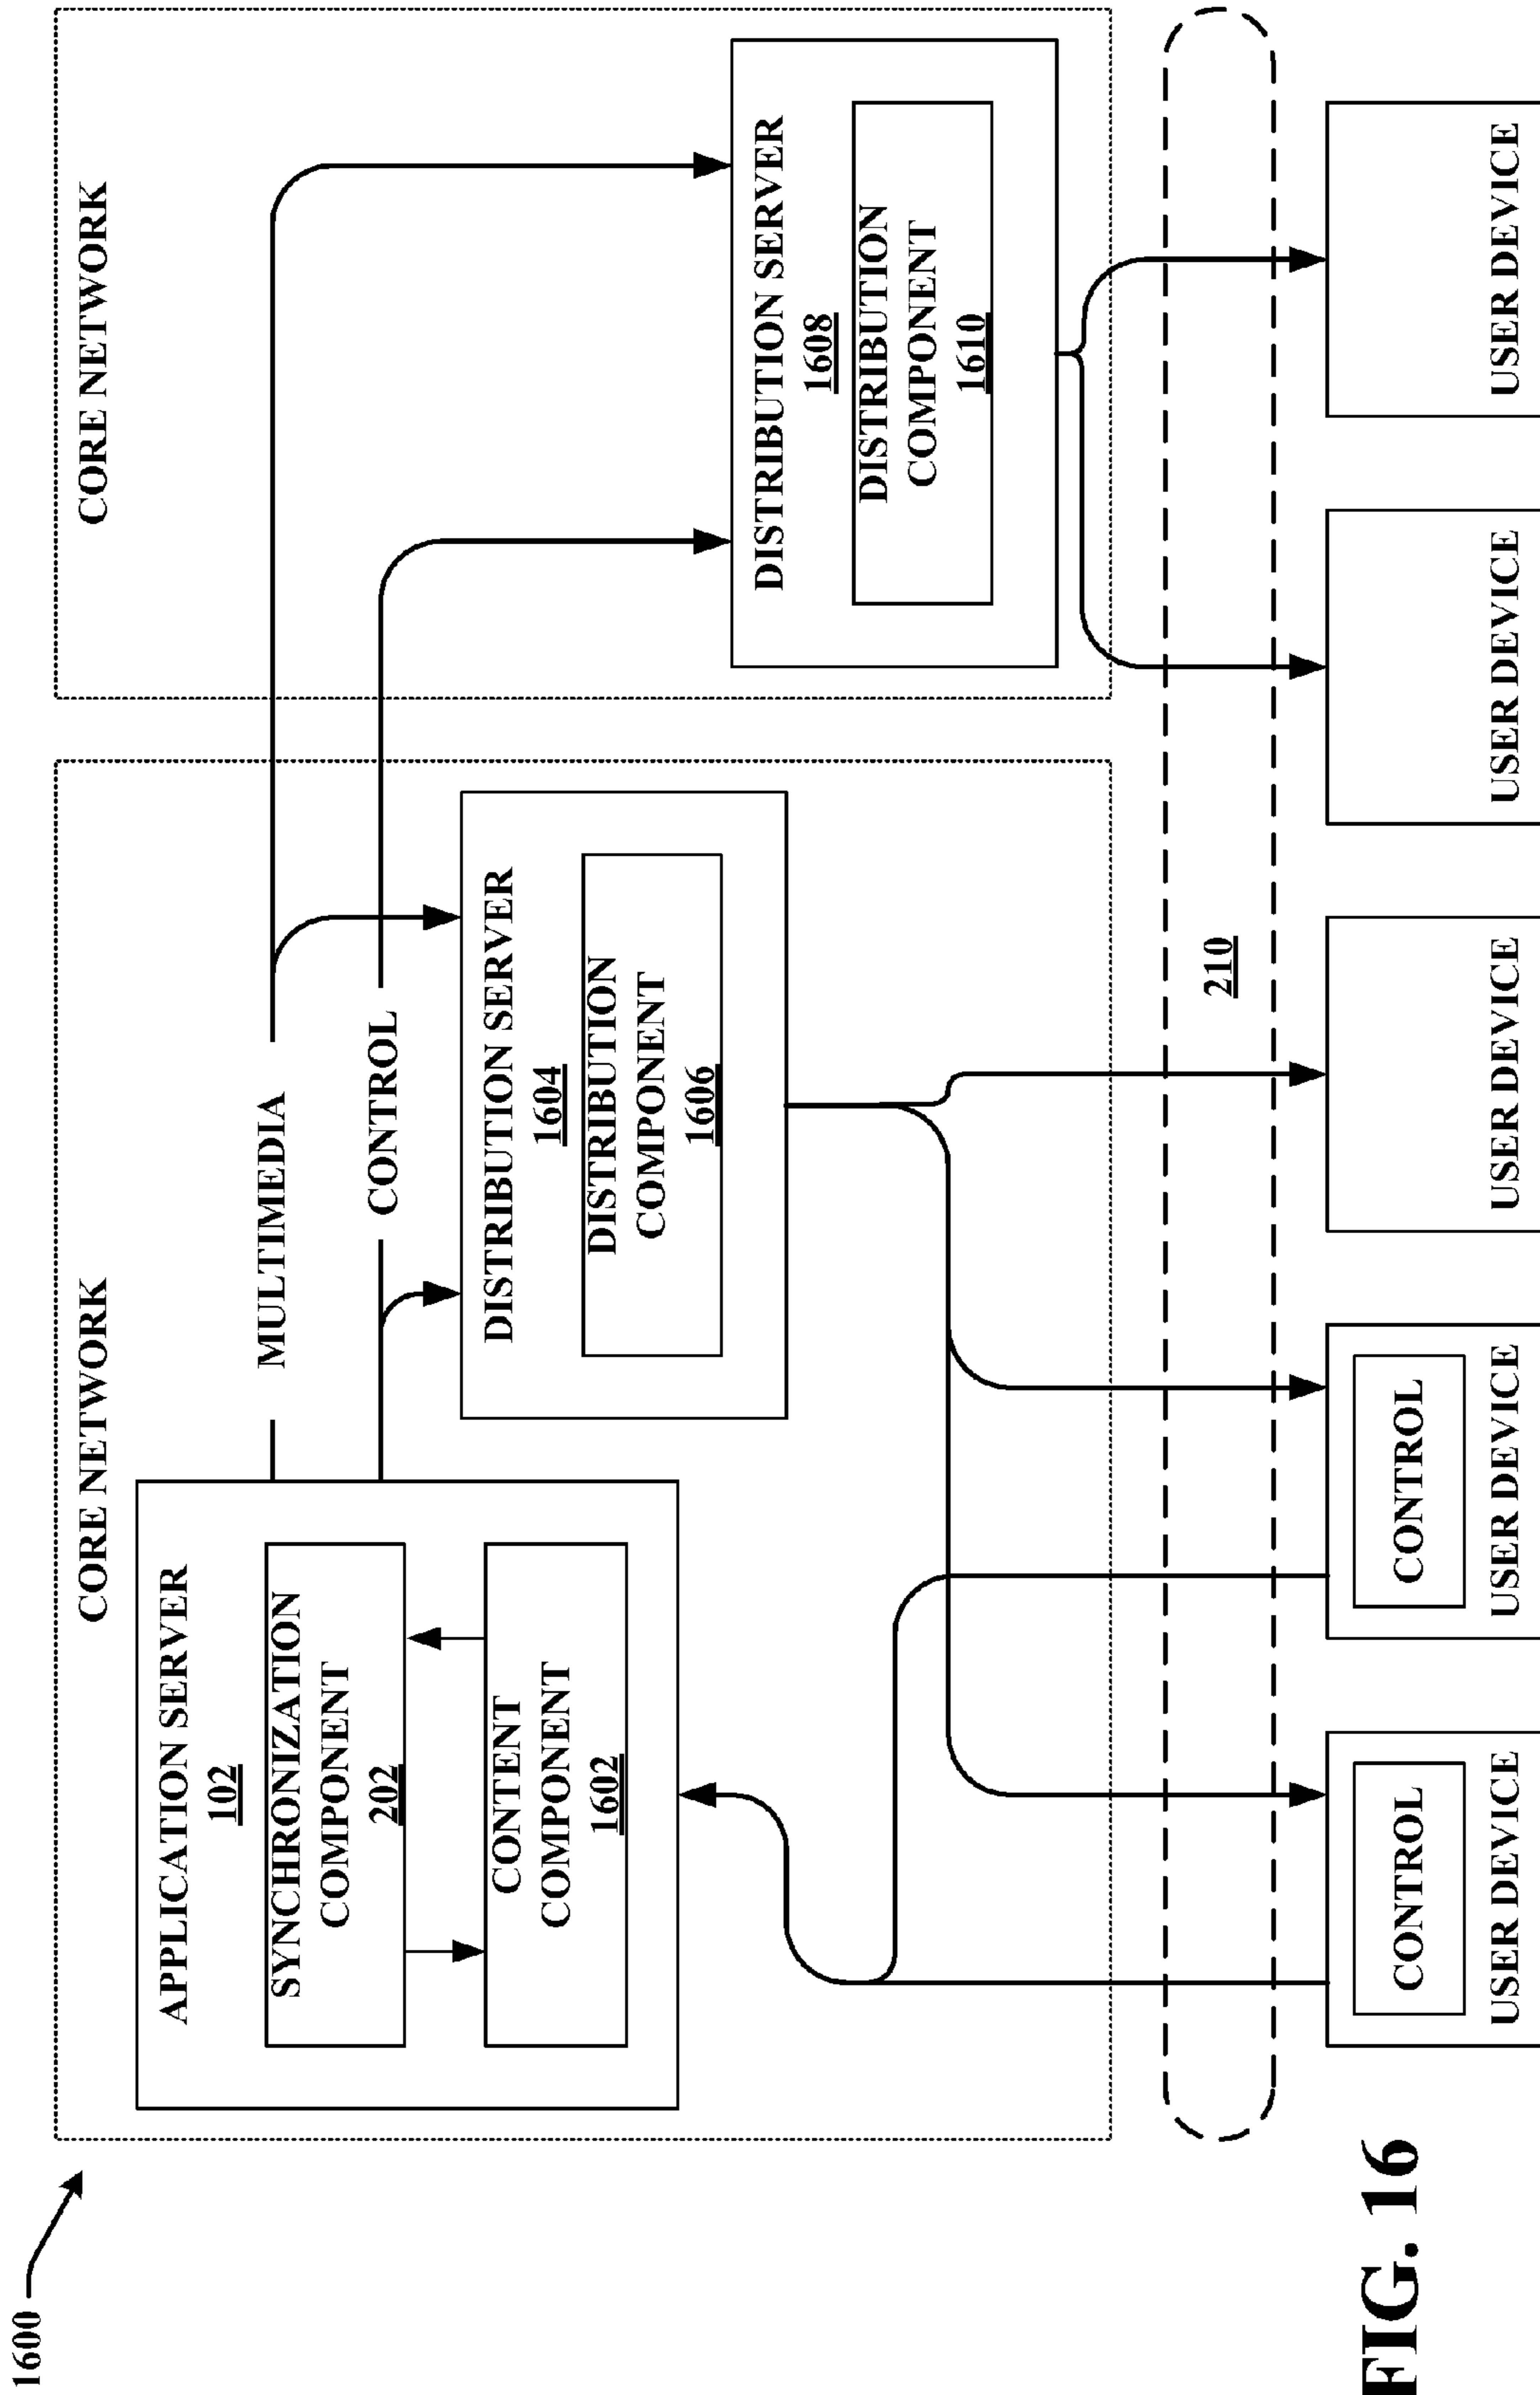 1600
CORE NETWORK
APPLICATION SERVER
102
SYNCHRONIZATION
COMPONENT
202
CONTENT
COMPONENT
1602
MULTIMEDIA
CONTROL
DISTRIBUTION SERVER
1604
DISTRIBUTION
COMPONENT
1606
CORE NETWORK
DISTRIBUTION SERVER
1608
DISTRIBUTION
COMPONENT
1610
210
CONTROL
USER DEVICE
CONTROL
USER DEVICE
USER DEVICE
USER DEVICE
USER DEVICE
FIG. 16